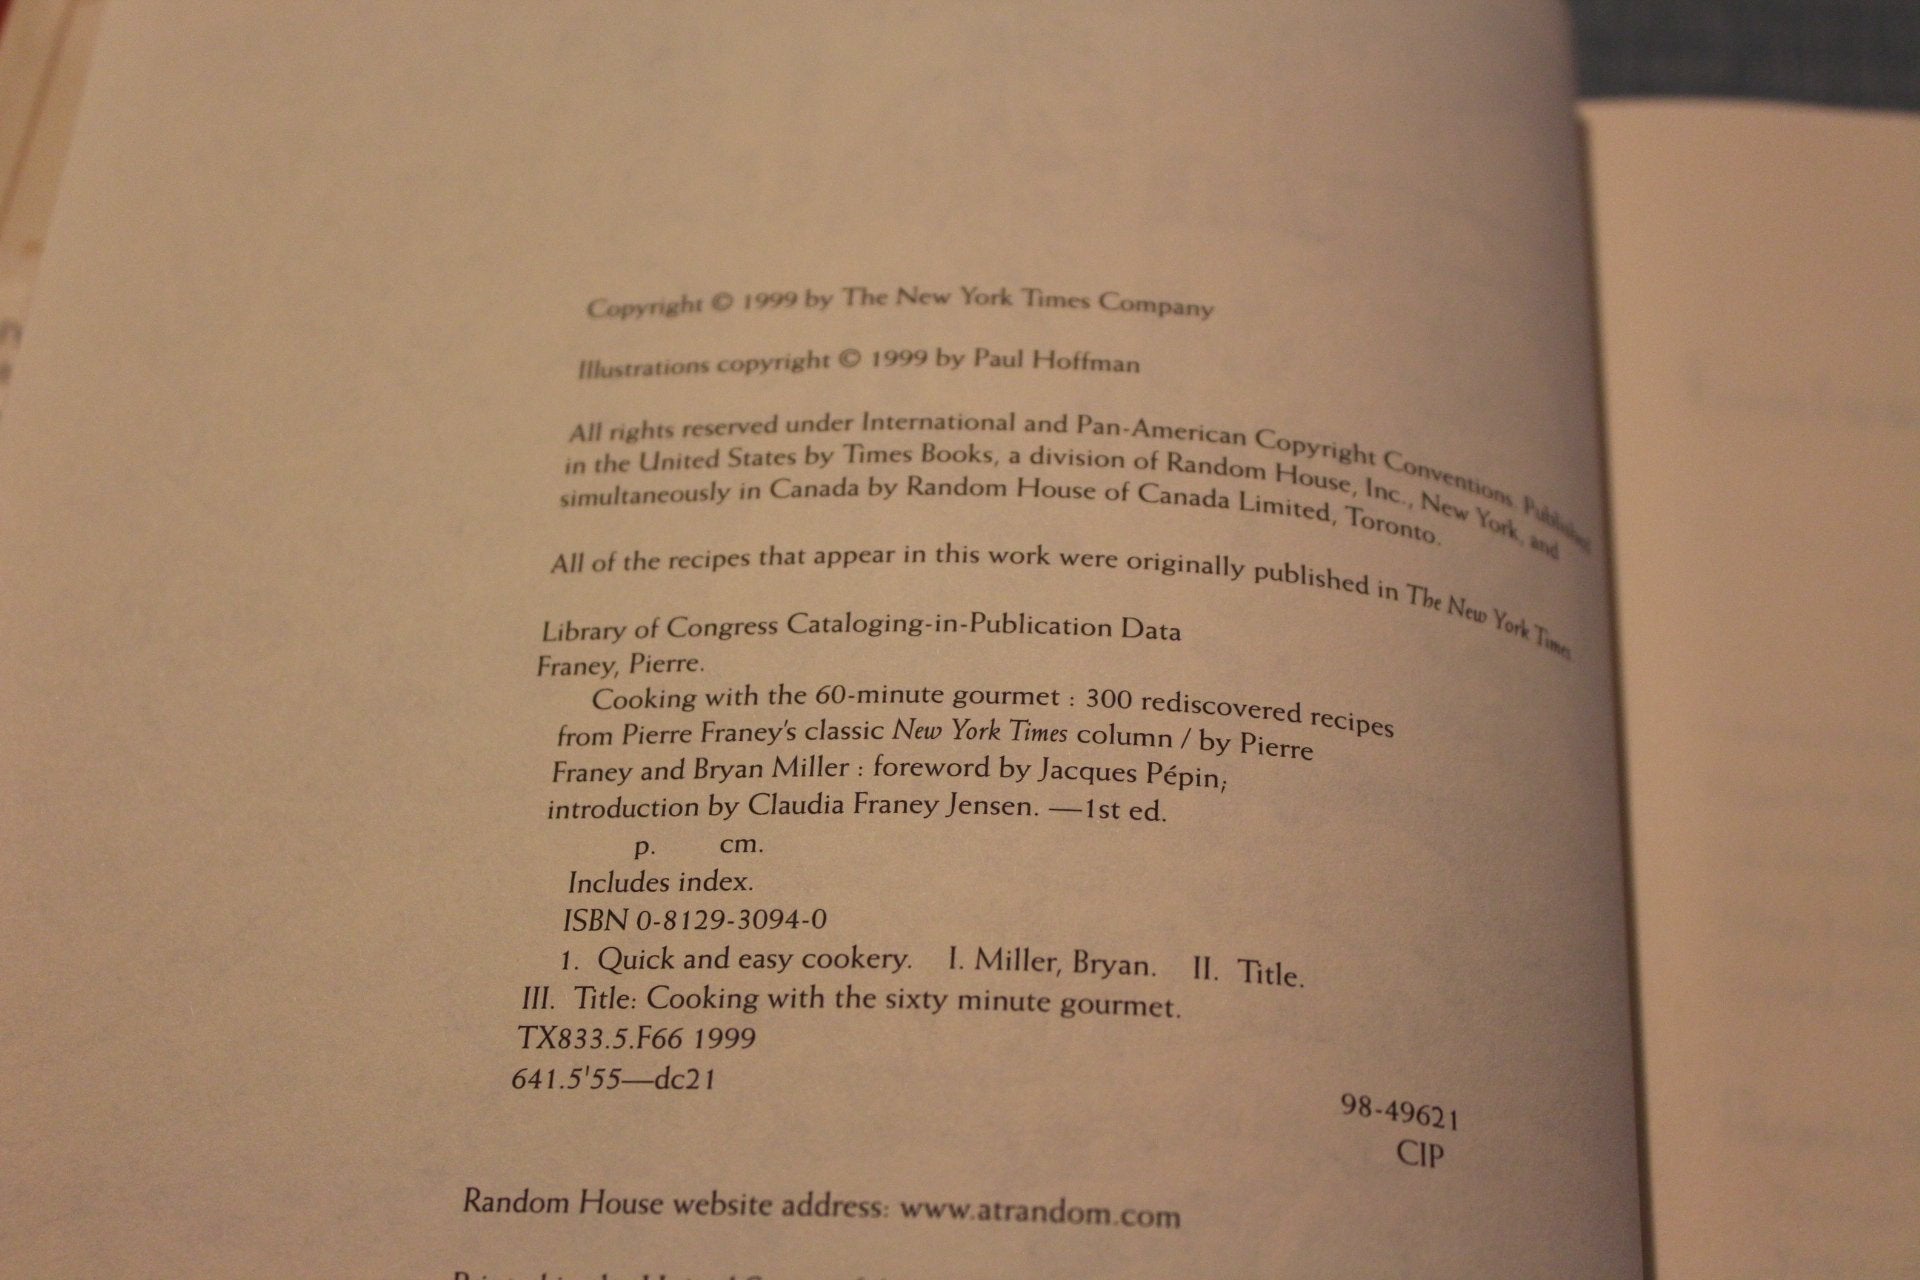 Copyright © 1999 by The New York Times Company
Illustrations copyright © 1999 by Paul Hoffman
All rights reserved under International and Pan-American Copyright Conventions. Published
in the United States by Times Books, a division of Random House, Inc., New York, and
simultaneously in Canada by Random House of Canada Limited, Toronto.
All of the recipes that appear in this work were originally published in The New York Times
Library of Congress Cataloging-in-Publication Data
Franey, Pierre.
Cooking with the 60-minute gourmet : 300 rediscovered recipes
from Pierre Franey's classic New York Times column / by Pierre
Franey and Bryan Miller : foreword by Jacques Pépin;
introduction by Claudia Franey Jensen. —1st ed.
p. cm.
Includes index.
ISBN 0-8129-3094-0
1. Quick and easy cookery. I. Miller, Bryan. II. Title.
III. Title: Cooking with the sixty minute gourmet.
TX833.5.F66 1999
641.5'55—dc21
98-49621
CIP
Random House website address: www.atrandom.com